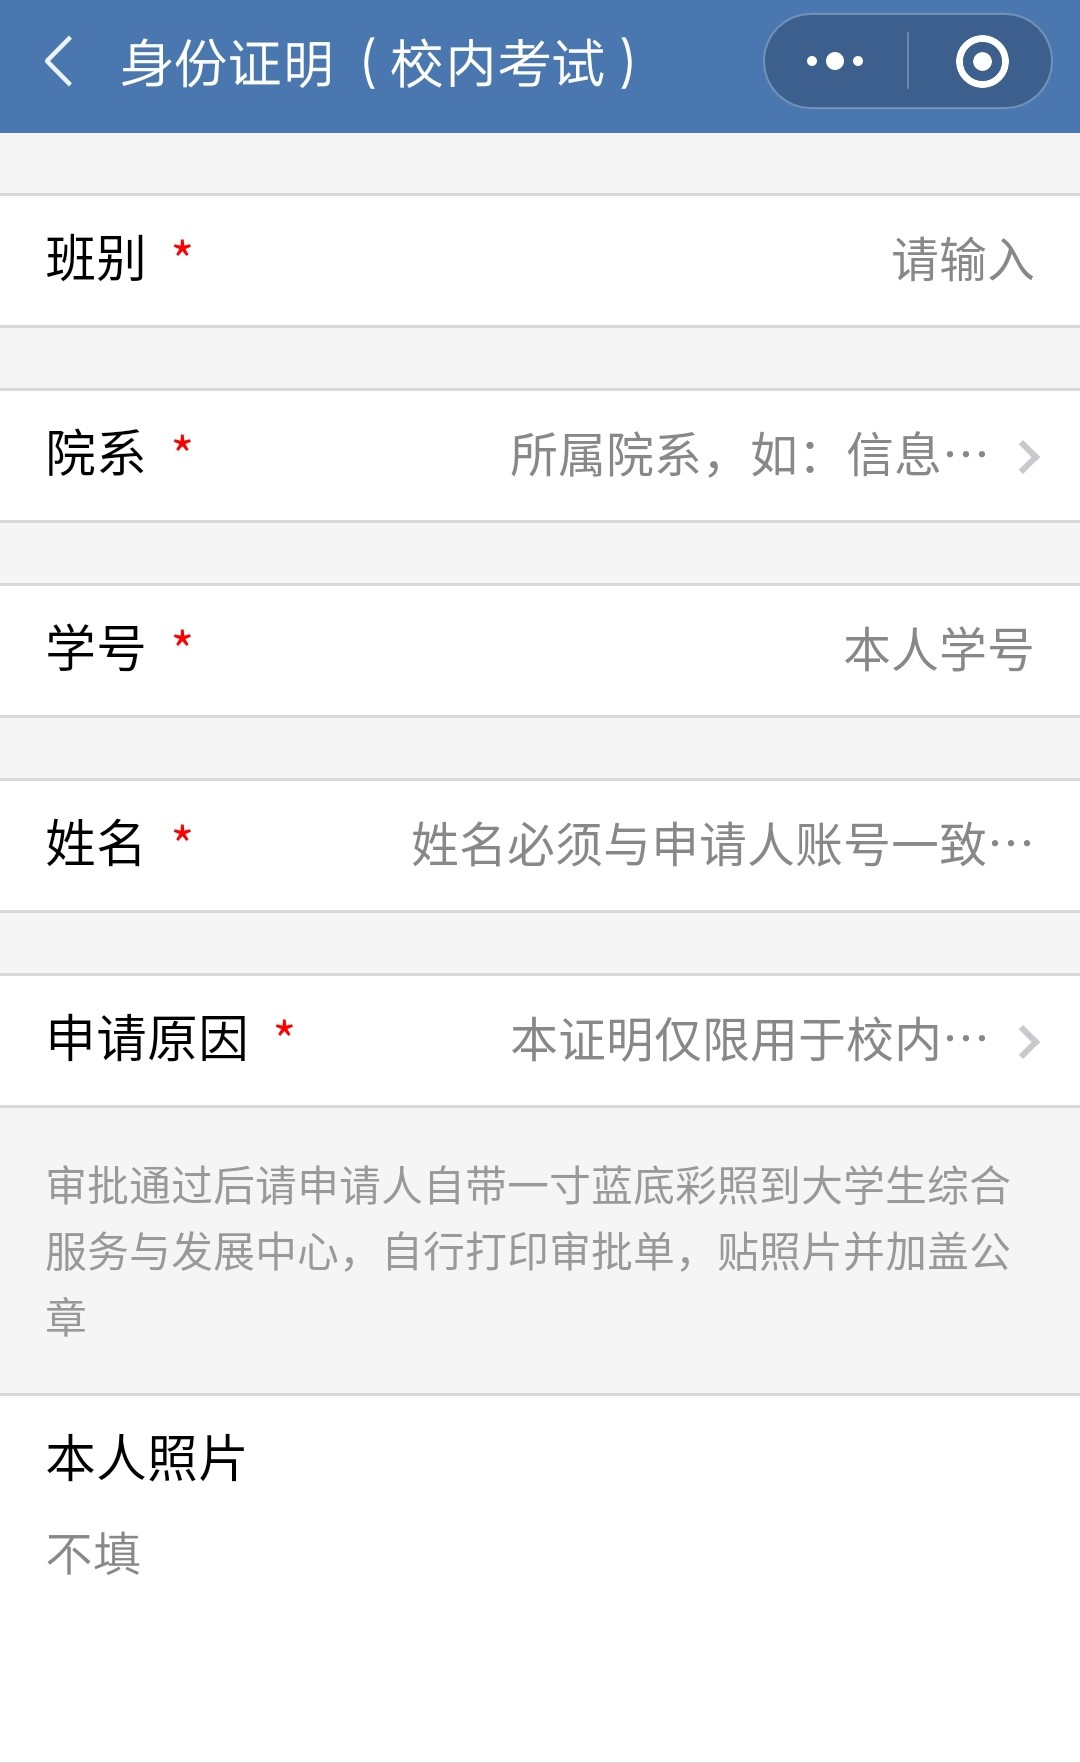 身份证明（校内考试）
班别 * 请输入
院系 * 所属院系，如：信息…
学号 * 本人学号
姓名 * 姓名必须与申请人账号一致…
申请原因 * 本证明仅限用于校内…
审批通过后请申请人自带一寸蓝底彩照到大学生综合
服务与发展中心，自行打印审批单，贴照片并加盖公
章
本人照片
不填